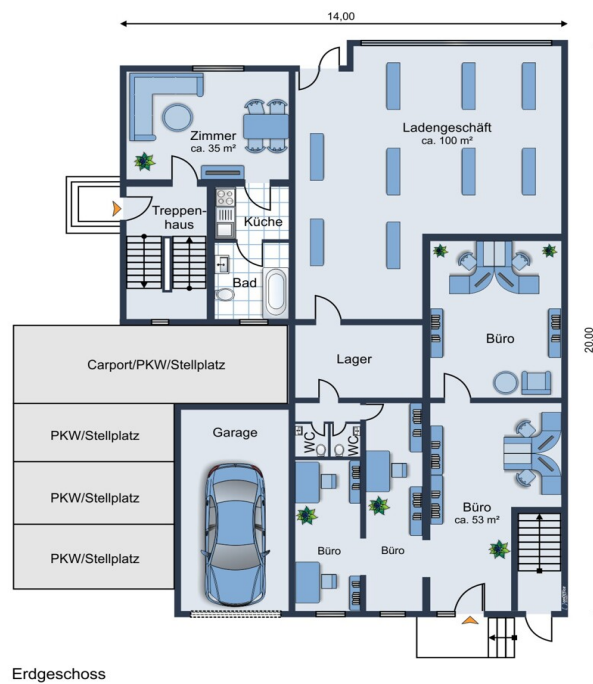 14,00
Zimmer
ca. 35 m²
Ladengeschäft
ca. 100 m²
Treppen-
haus
Küche
Bad
Büro
20.00
Lager
Carport/PKW/Stellplatz
Garage
WC
WC
PKW/Stellplatz
PKW/Stellplatz
PKW/Stellplatz
Büro
ca. 53 m²
Büro
Büro
Erdgeschoss